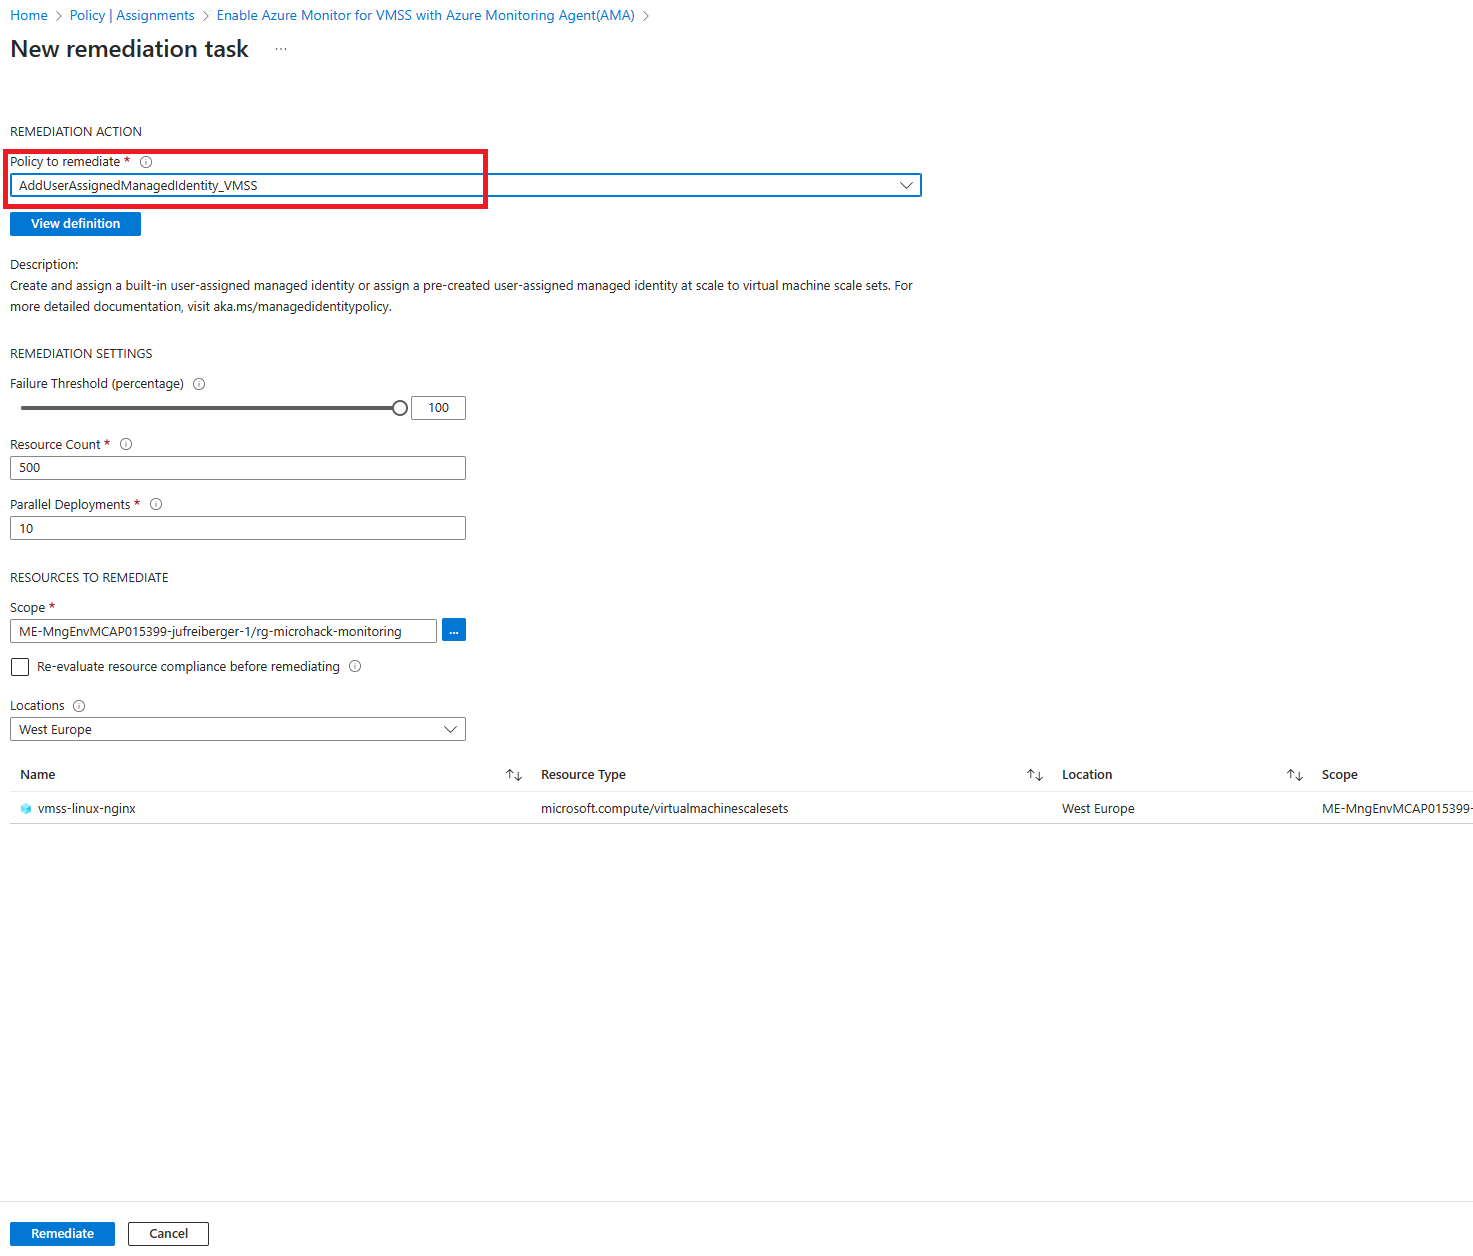 Home > Policy | Assignments > Enable Azure Monitor for VMSS with Azure Monitoring Agent(AMA) >
New remediation task ...
REMEDIATION ACTION
Policy to remediate *
AddUserAssignedManagedIdentity_VMSS
View definition
Description:
Create and assign a built-in user-assigned managed identity or assign a pre-created user-assigned managed identity at scale to virtual machine scale sets. For
more detailed documentation, visit aka.ms/managedidentitypolicy.
REMEDIATION SETTINGS
Failure Threshold (percentage)
100
Resource Count *
500
Parallel Deployments *
10
RESOURCES TO REMEDIATE
Scope *
ME-MngEnvMCAP015399-jufreiberger-1/rg-microhack-monitoring ...
Re-evaluate resource compliance before remediating
Locations
West Europe
Name Resource Type Location Scope
vmss-linux-nginx microsoft.compute/virtualmachinescalesets West Europe ME-MngEnvMCAP015399-
Remediate Cancel